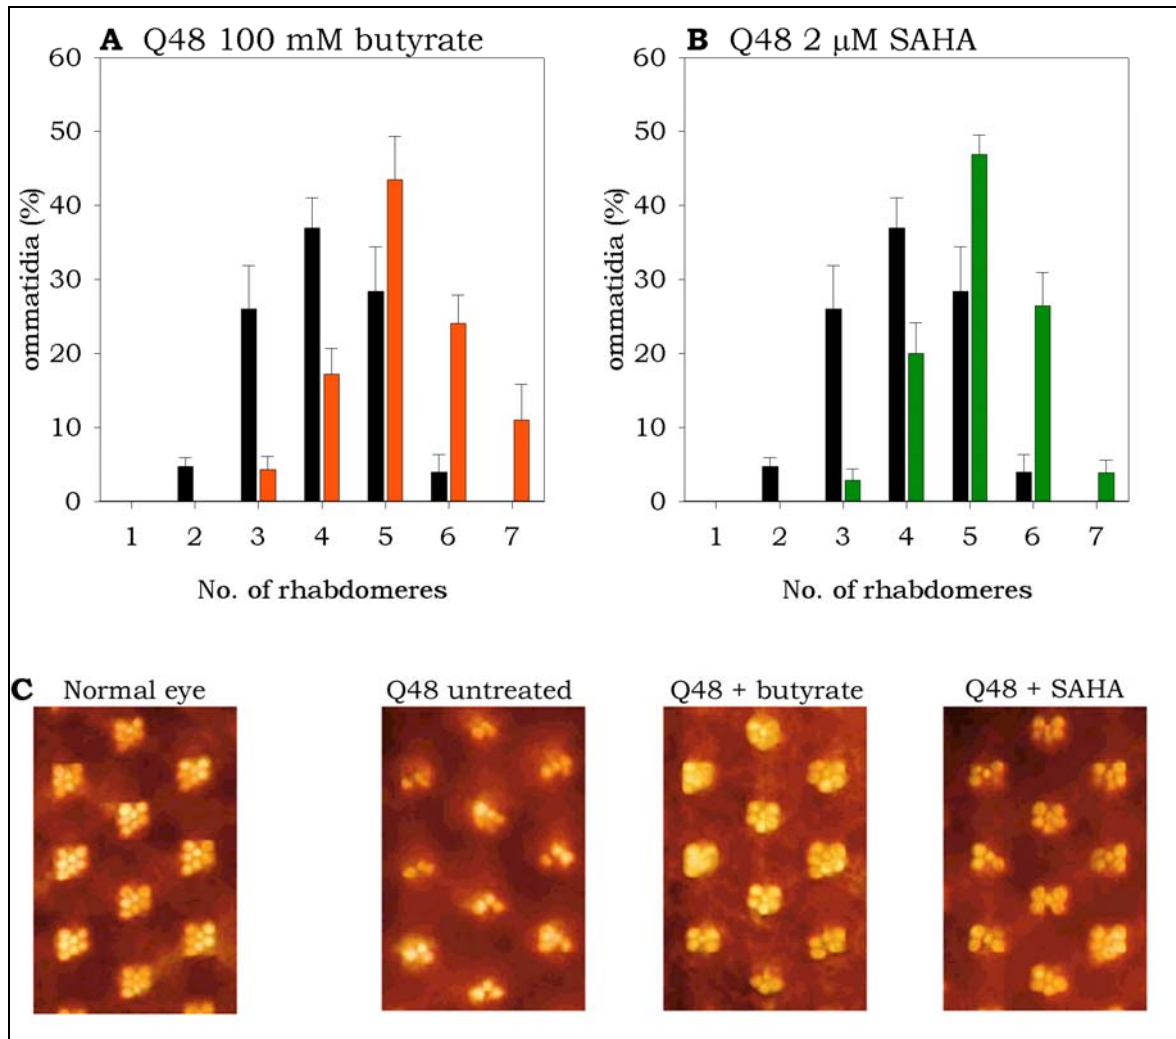 A Q48 100 mM butyrate
60
50
40
30
20
10
0
ommatidia (%)
1 2 3 4 5 6 7
No. of rhabdomeres
B Q48 2 μM SAHA
60
50
40
30
20
10
0
ommatidia (%)
1 2 3 4 5 6 7
No. of rhabdomeres
C Normal eye
Q48 untreated
Q48 + butyrate
Q48 + SAHA